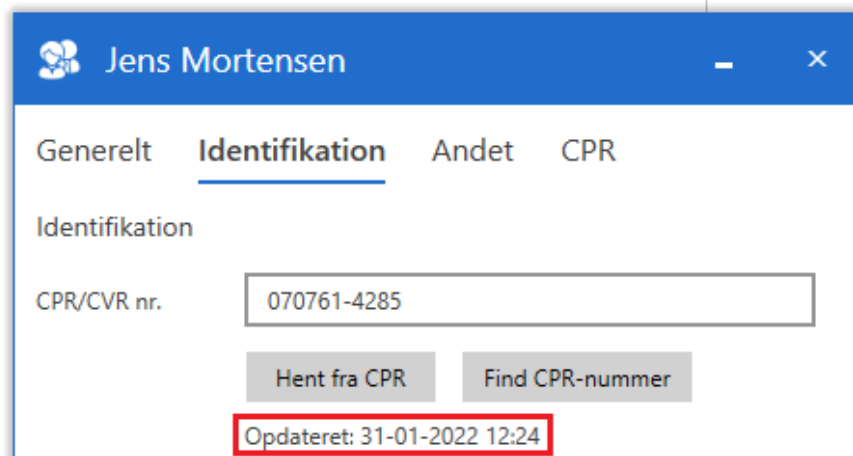 Jens Mortensen
Generelt Identifikation Andet CPR
Identifikation
CPR/CVR nr. 070761-4285
Hent fra CPR Find CPR-nummer
Opdateret: 31-01-2022 12:24